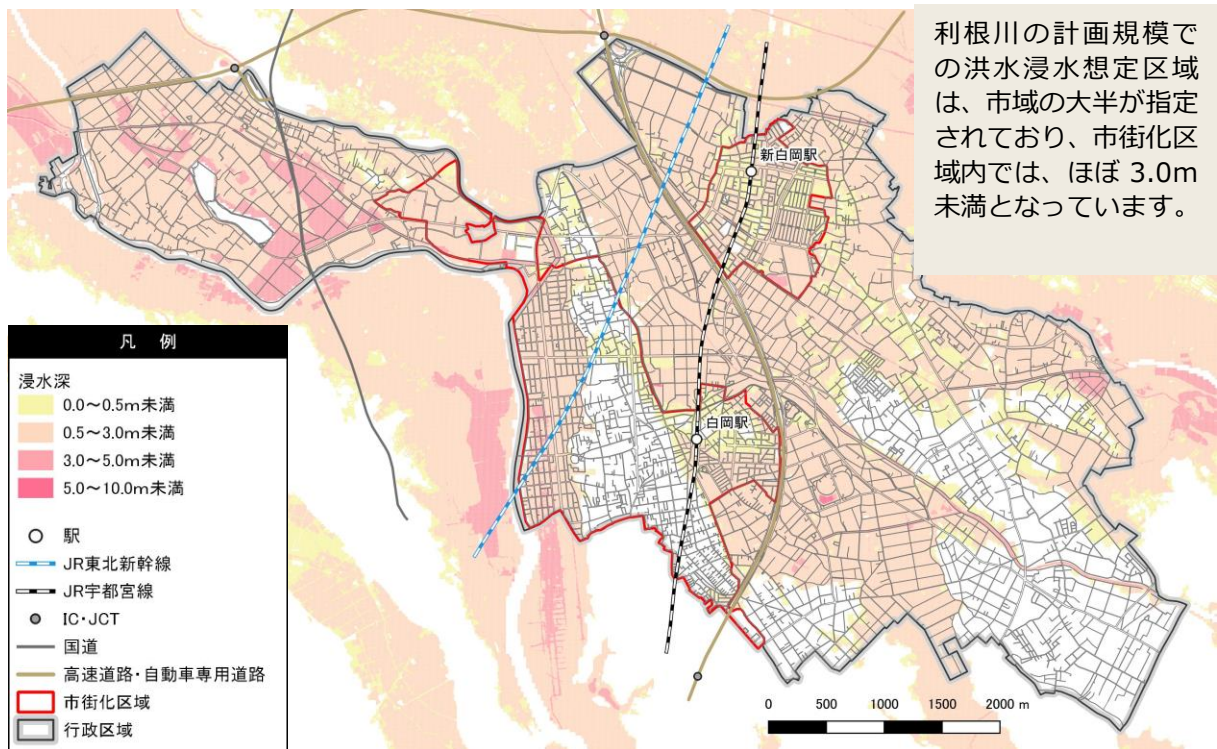 利根川の計画規模で
の洪水浸水想定区域
は、市域の大半が指定
されており、市街化区
域内では、ほぼ 3.0m
未満となっています。
新白岡駅
白岡駅
凡 例
浸水深
0.0～0.5m未満
0.5～3.0m未満
3.0～5.0m未満
5.0～10.0m未満
駅
JR東北新幹線
JR宇都宮線
IC・JCT
国道
高速道路・自動車専用道路
市街化区域
行政区域
0 500 1000 1500 2000 m